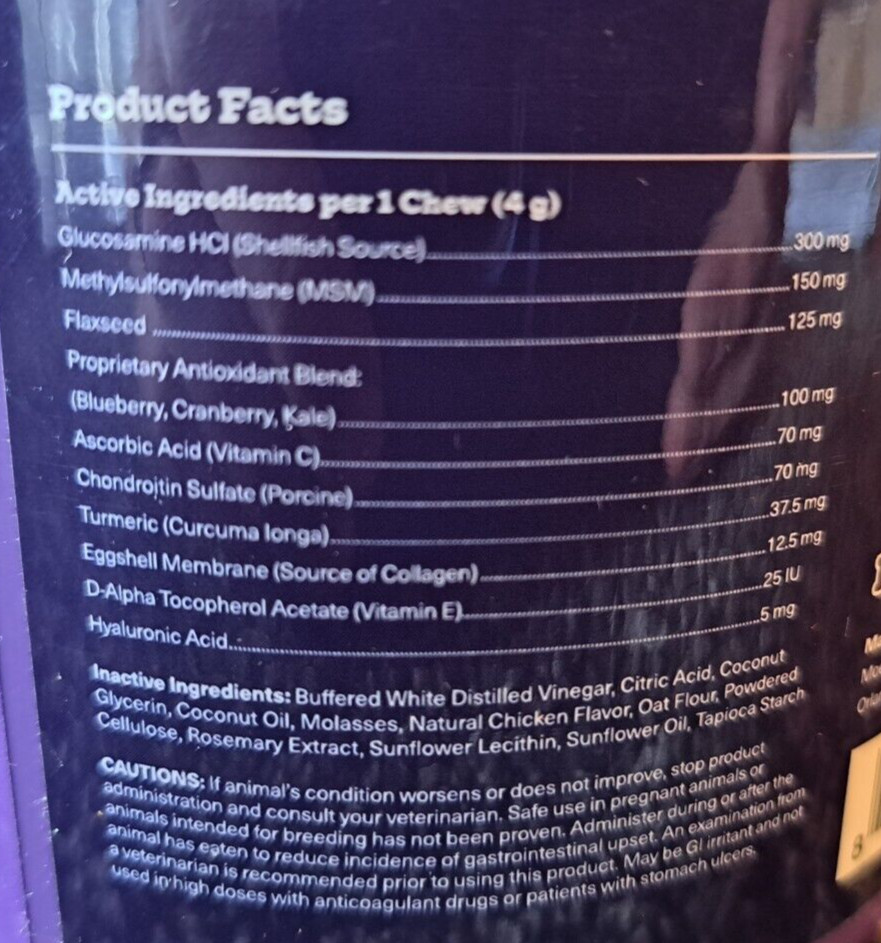 Product Facts
Active Ingredients per 1 Chew (4 g)
Glucosamine HCl (Shellfish Source) 300 mg
Methylsulfonylmethane (MSM) 150 mg
Flaxseed 125 mg
Proprietary Antioxidant Blend:
(Blueberry, Cranberry, Kale) 100 mg
Ascorbic Acid (Vitamin C) 70 mg
Chondroitin Sulfate (Porcine) 70 mg
Turmeric (Curcuma longa) 37.5 mg
Eggshell Membrane (Source of Collagen) 12.5 mg
D-Alpha Tocopherol Acetate (Vitamin E) 25 IU
Hyaluronic Acid 5 mg
Inactive Ingredients: Buffered White Distilled Vinegar, Citric Acid, Coconut
Glycerin, Coconut Oil, Molasses, Natural Chicken Flavor, Oat Flour, Powdered
Cellulose, Rosemary Extract, Sunflower Lecithin, Sunflower Oil, Tapioca Starch
CAUTIONS: If animal's condition worsens or does not improve, stop product
administration and consult your veterinarian. Safe use in pregnant animals or
animals intended for breeding has not been proven. Administer during or after the
animal has eaten to reduce incidence of gastrointestinal upset. An examination from
a veterinarian is recommended prior to using this product. May be GI irritant and not
used in high doses with anticoagulant drugs or patients with stomach ulcers.
8